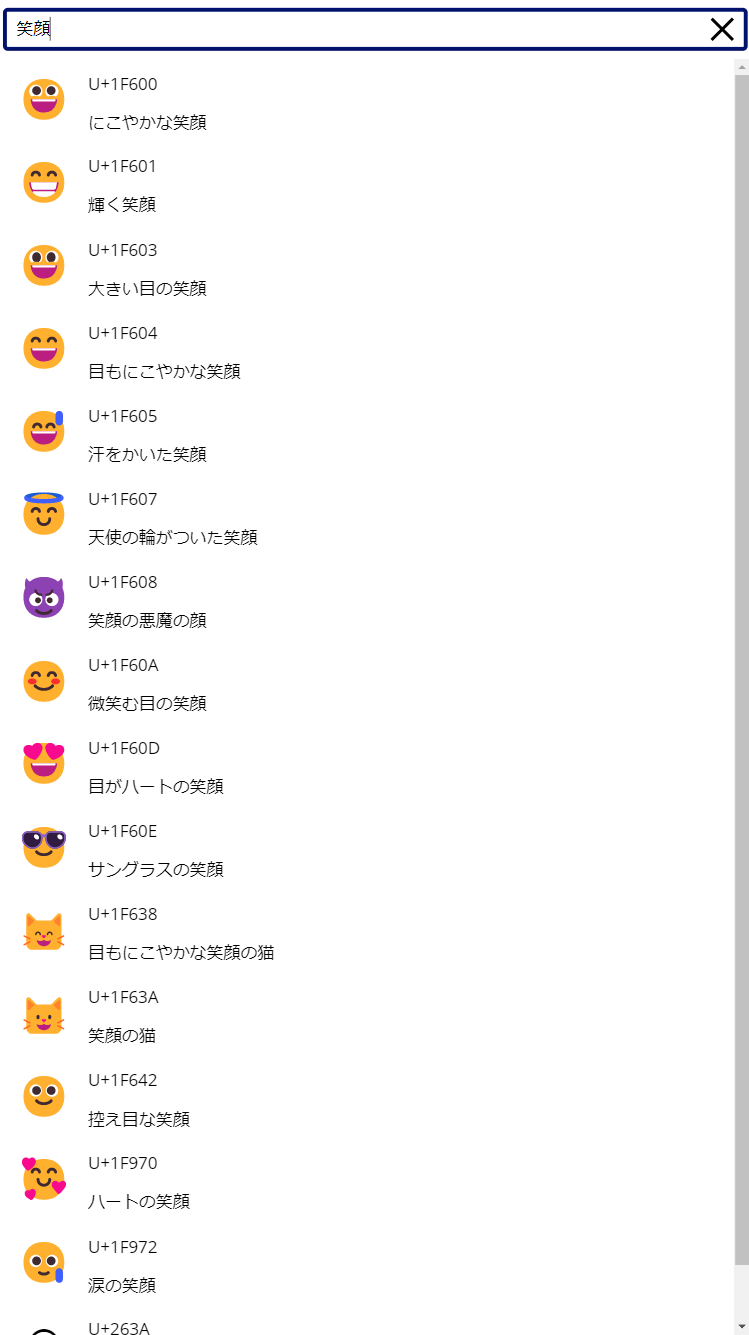 笑顔
U+1F600
にこやかな笑顔
U+1F601
輝く笑顔
U+1F603
大きい目の笑顔
U+1F604
目もにこやかな笑顔
U+1F605
汗をかいた笑顔
U+1F607
天使の輪がついた笑顔
U+1F608
笑顔の悪魔の顔
U+1F60A
微笑む目の笑顔
U+1F60D
目がハートの笑顔
U+1F60E
サングラスの笑顔
U+1F638
目もにこやかな笑顔の猫
U+1F63A
笑顔の猫
U+1F642
控え目な笑顔
U+1F970
ハートの笑顔
U+1F972
涙の笑顔
U+263A